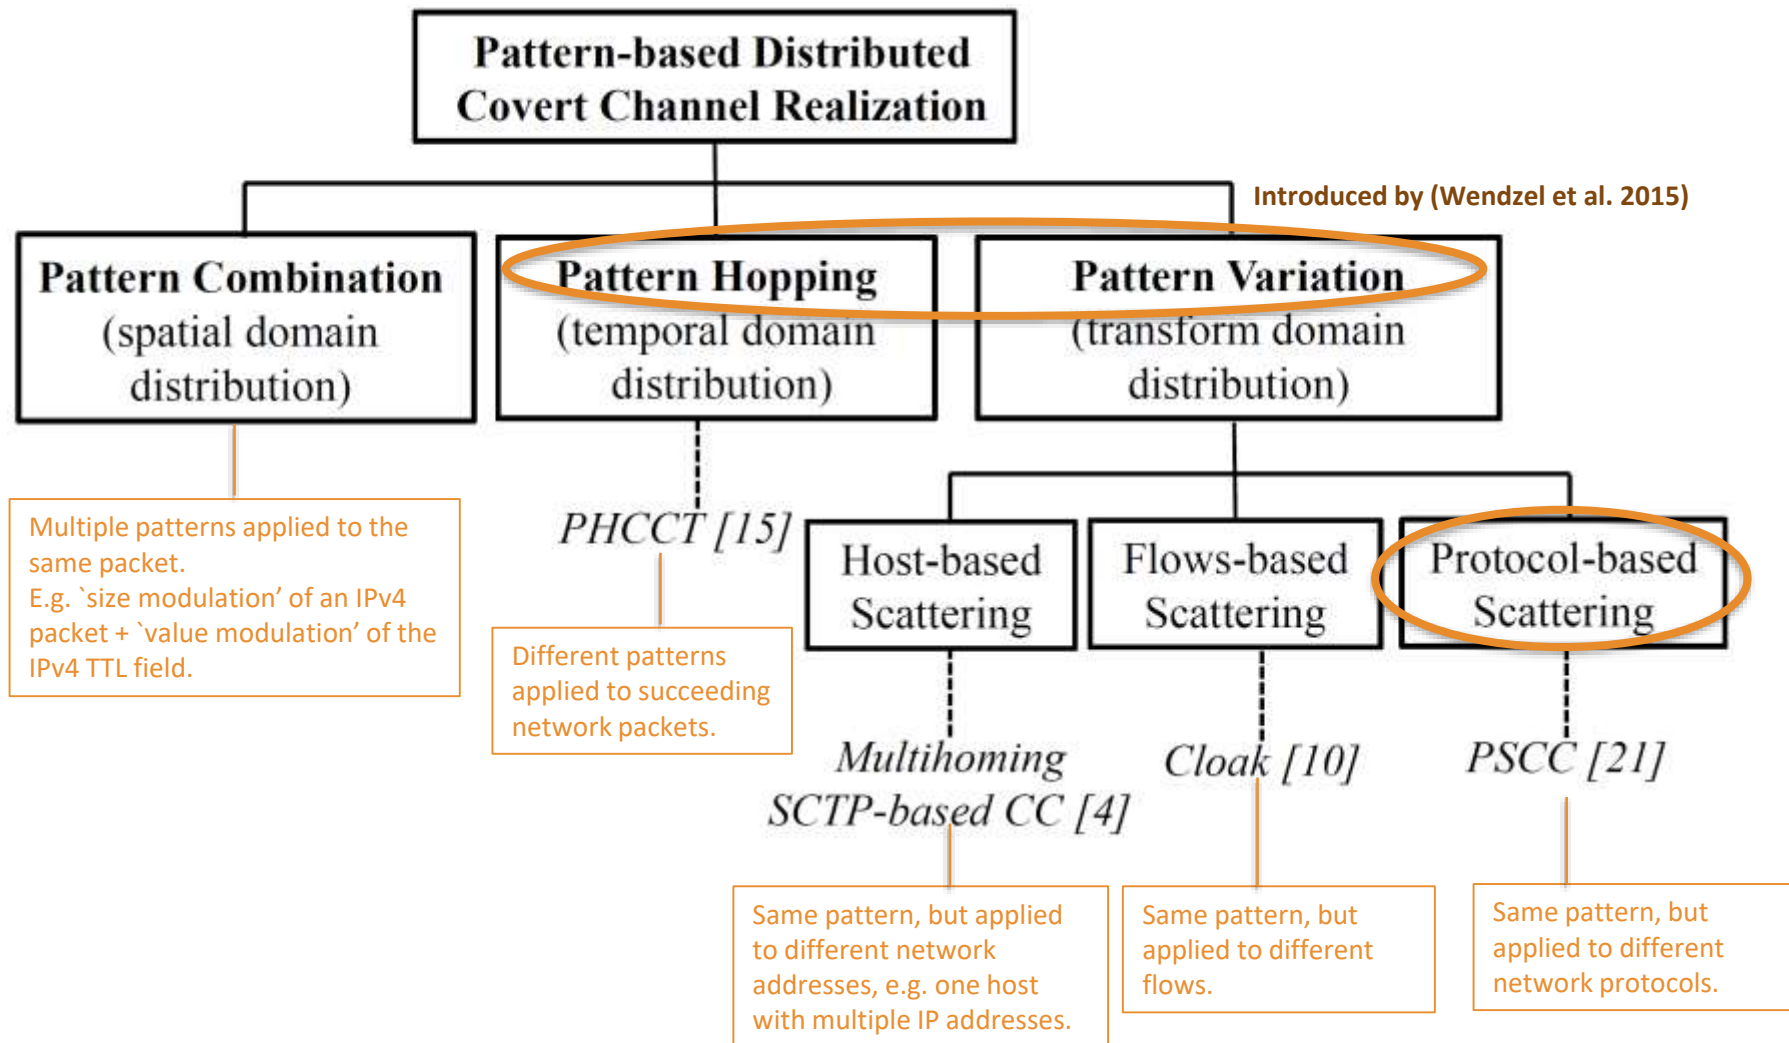 Pattern-based Distributed
Covert Channel Realization
Introduced by (Wendzel et al. 2015)
Pattern Combination
(spatial domain
distribution)
Pattern Hopping
(temporal domain
distribution)
Pattern Variation
(transform domain
distribution)
Multiple patterns applied to the
same packet.
E.g. `size modulation’ of an IPv4
packet + `value modulation’ of the
IPv4 TTL field.
PHCCT [15]
Different patterns
applied to succeeding
network packets.
Host-based
Scattering
Flows-based
Scattering
Protocol-based
Scattering
Multihoming
SCTP-based CC [4]
Cloak [10]
PSCC [21]
Same pattern, but applied
to different network
addresses, e.g. one host
with multiple IP addresses.
Same pattern, but
applied to different
flows.
Same pattern, but
applied to different
network protocols.